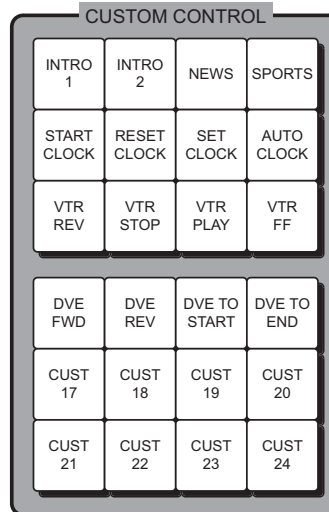 CUSTOM CONTROL
INTRO 1
INTRO 2
NEWS
SPORTS
START CLOCK
RESET CLOCK
SET CLOCK
AUTO CLOCK
VTR REV
VTR STOP
VTR PLAY
VTR FF
DVE FWD
DVE REV
DVE TO START
DVE TO END
CUST 17
CUST 18
CUST 19
CUST 20
CUST 21
CUST 22
CUST 23
CUST 24